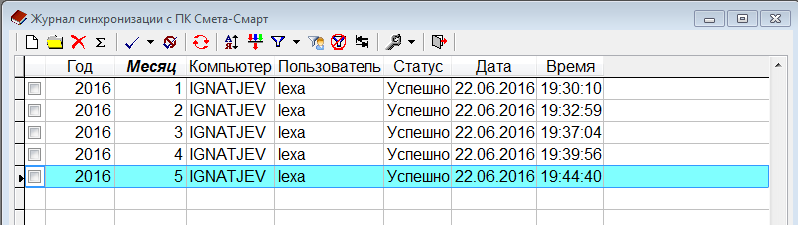 Журнал синхронизации с ПК Смета-Смарт
Год Месяц Компьютер Пользователь Статус Дата Время
2016 1 IGNATJEV lexa Успешно 22.06.2016 19:30:10
2016 2 IGNATJEV lexa Успешно 22.06.2016 19:32:59
2016 3 IGNATJEV lexa Успешно 22.06.2016 19:37:04
2016 4 IGNATJEV lexa Успешно 22.06.2016 19:39:56
2016 5 IGNATJEV lexa Успешно 22.06.2016 19:44:40